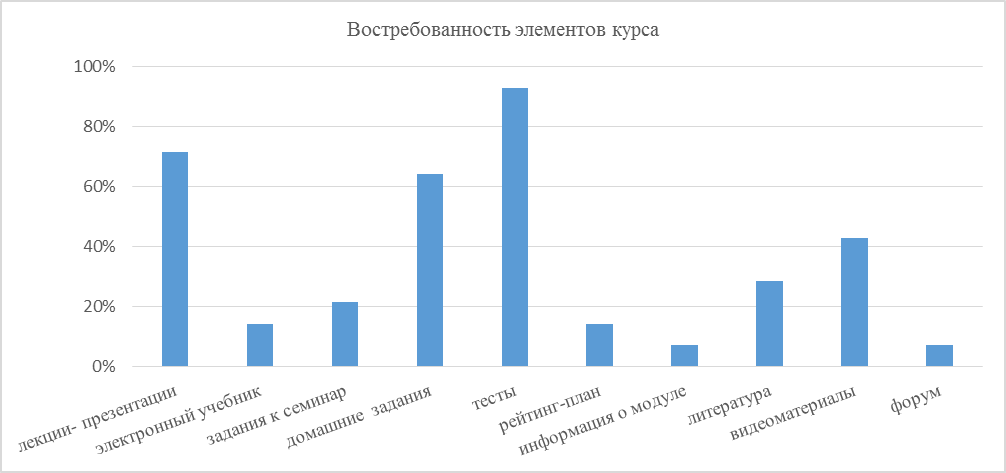 Востребованность элементов курса
100%
80%
60%
40%
20%
0%
лекции- презентации
электронный учебник
задания к семинар
домашние задания
тесты
рейтинг-план
информация о модуле
литература
видеоматериалы
форум